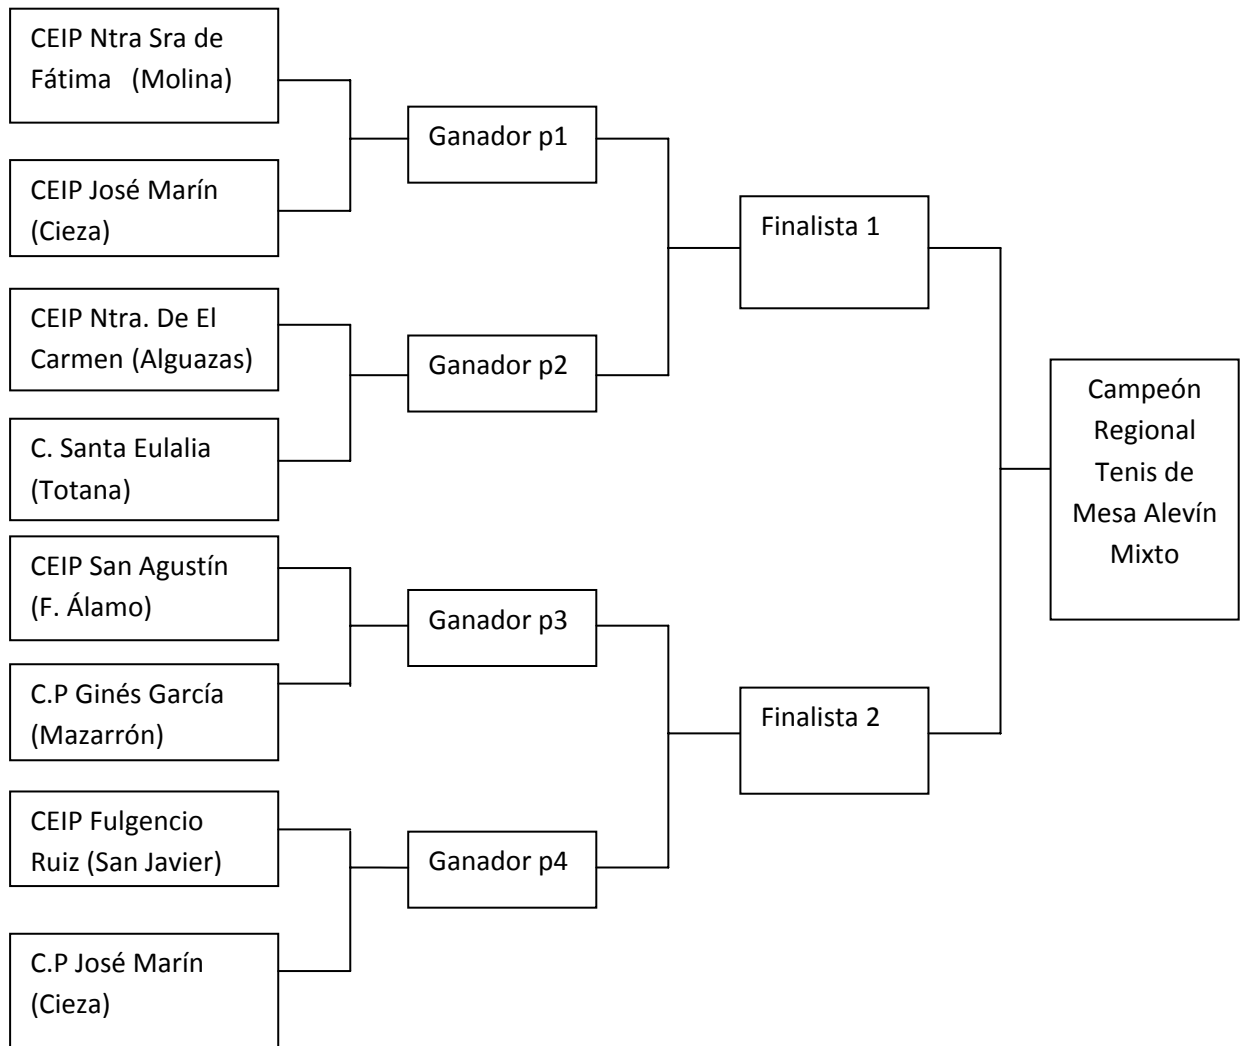 CEIP Ntra Sra de
Fátima (Molina)
CEIP José Marín
(Cieza)
CEIP Ntra. De El
Carmen (Alguazas)
C. Santa Eulalia
(Totana)
CEIP San Agustín
(F. Álamo)
C.P Ginés García
(Mazarrón)
CEIP Fulgencio
Ruiz (San Javier)
C.P José Marín
(Cieza)
Ganador p1
Ganador p2
Ganador p3
Ganador p4
Finalista 1
Finalista 2
Campeón
Regional
Tenis de
Mesa Alevín
Mixto